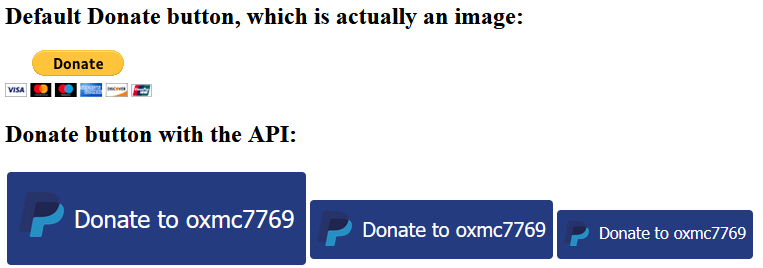 Default Donate button, which is actually an image:
Donate
VISA DISCOVER
Donate button with the API:
Donate to oxmc7769 Donate to oxmc7769 Donate to oxmc7769